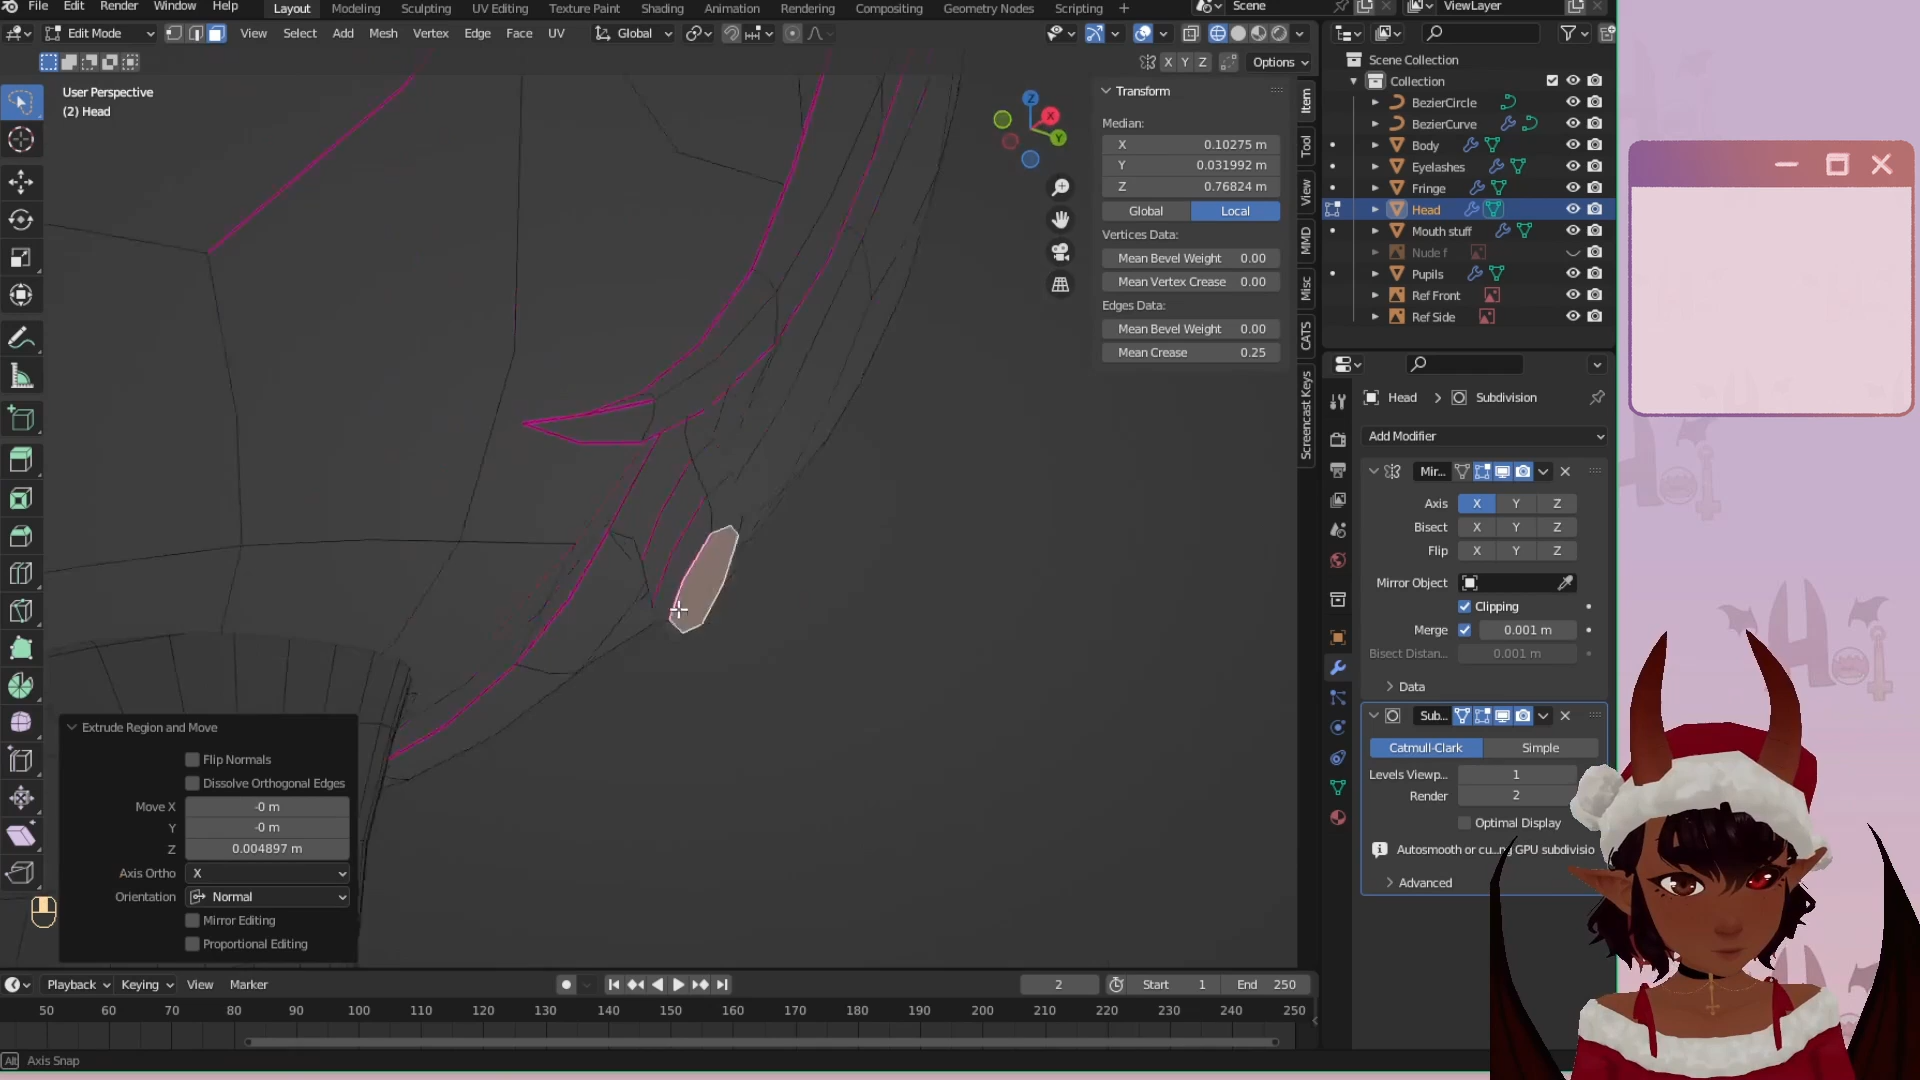 File Edit Render Window Help
Layout Modeling Sculpting UV Editing Texture Paint Shading Animation Rendering Compositing Geometry Nodes Scripting +
Scene
ViewLayer
Edit Mode View Select Add Mesh Vertex Edge Face UV Global
X Y Z Options
User Perspective
(2) Head
Z X Y
Transform
Median:
X 0.10275 m
Y 0.031992 m
Z 0.76824 m
Global Local
Vertices Data:
Mean Bevel Weight 0.00
Mean Vertex Crease 0.00
Edges Data:
Mean Bevel Weight 0.00
Mean Crease 0.25
Item
Tool
View
MMD
Misc
CATS
Screencast Keys
Scene Collection
Collection
BezierCircle
BezierCurve
Body
Eyelashes
Fringe
Head
Mouth stuff
Nude f
Pupils
Ref Front
Ref Side
Head > Subdivision
Add Modifier
Mir...
Axis X Y Z
Bisect X Y Z
Flip X Y Z
Mirror Object
Clipping
Merge 0.001 m
Bisect Distan... 0.001 m
Data
Sub...
Catmull-Clark Simple
Levels Viewp... 1
Render 2
Optimal Display
Autosmooth or cu...ng GPU subdivisio
Advanced
Extrude Region and Move
Flip Normals
Dissolve Orthogonal Edges
Move X -0 m
Y -0 m
Z 0.004897 m
Axis Ortho X
Orientation Normal
Mirror Editing
Proportional Editing
Playback Keying View Marker
2 Start 1 End 250
50 60 70 80 90 100 110 120 130 140 150 160 170 180 190 200 210 220 230 240 250
Alt Axis Snap